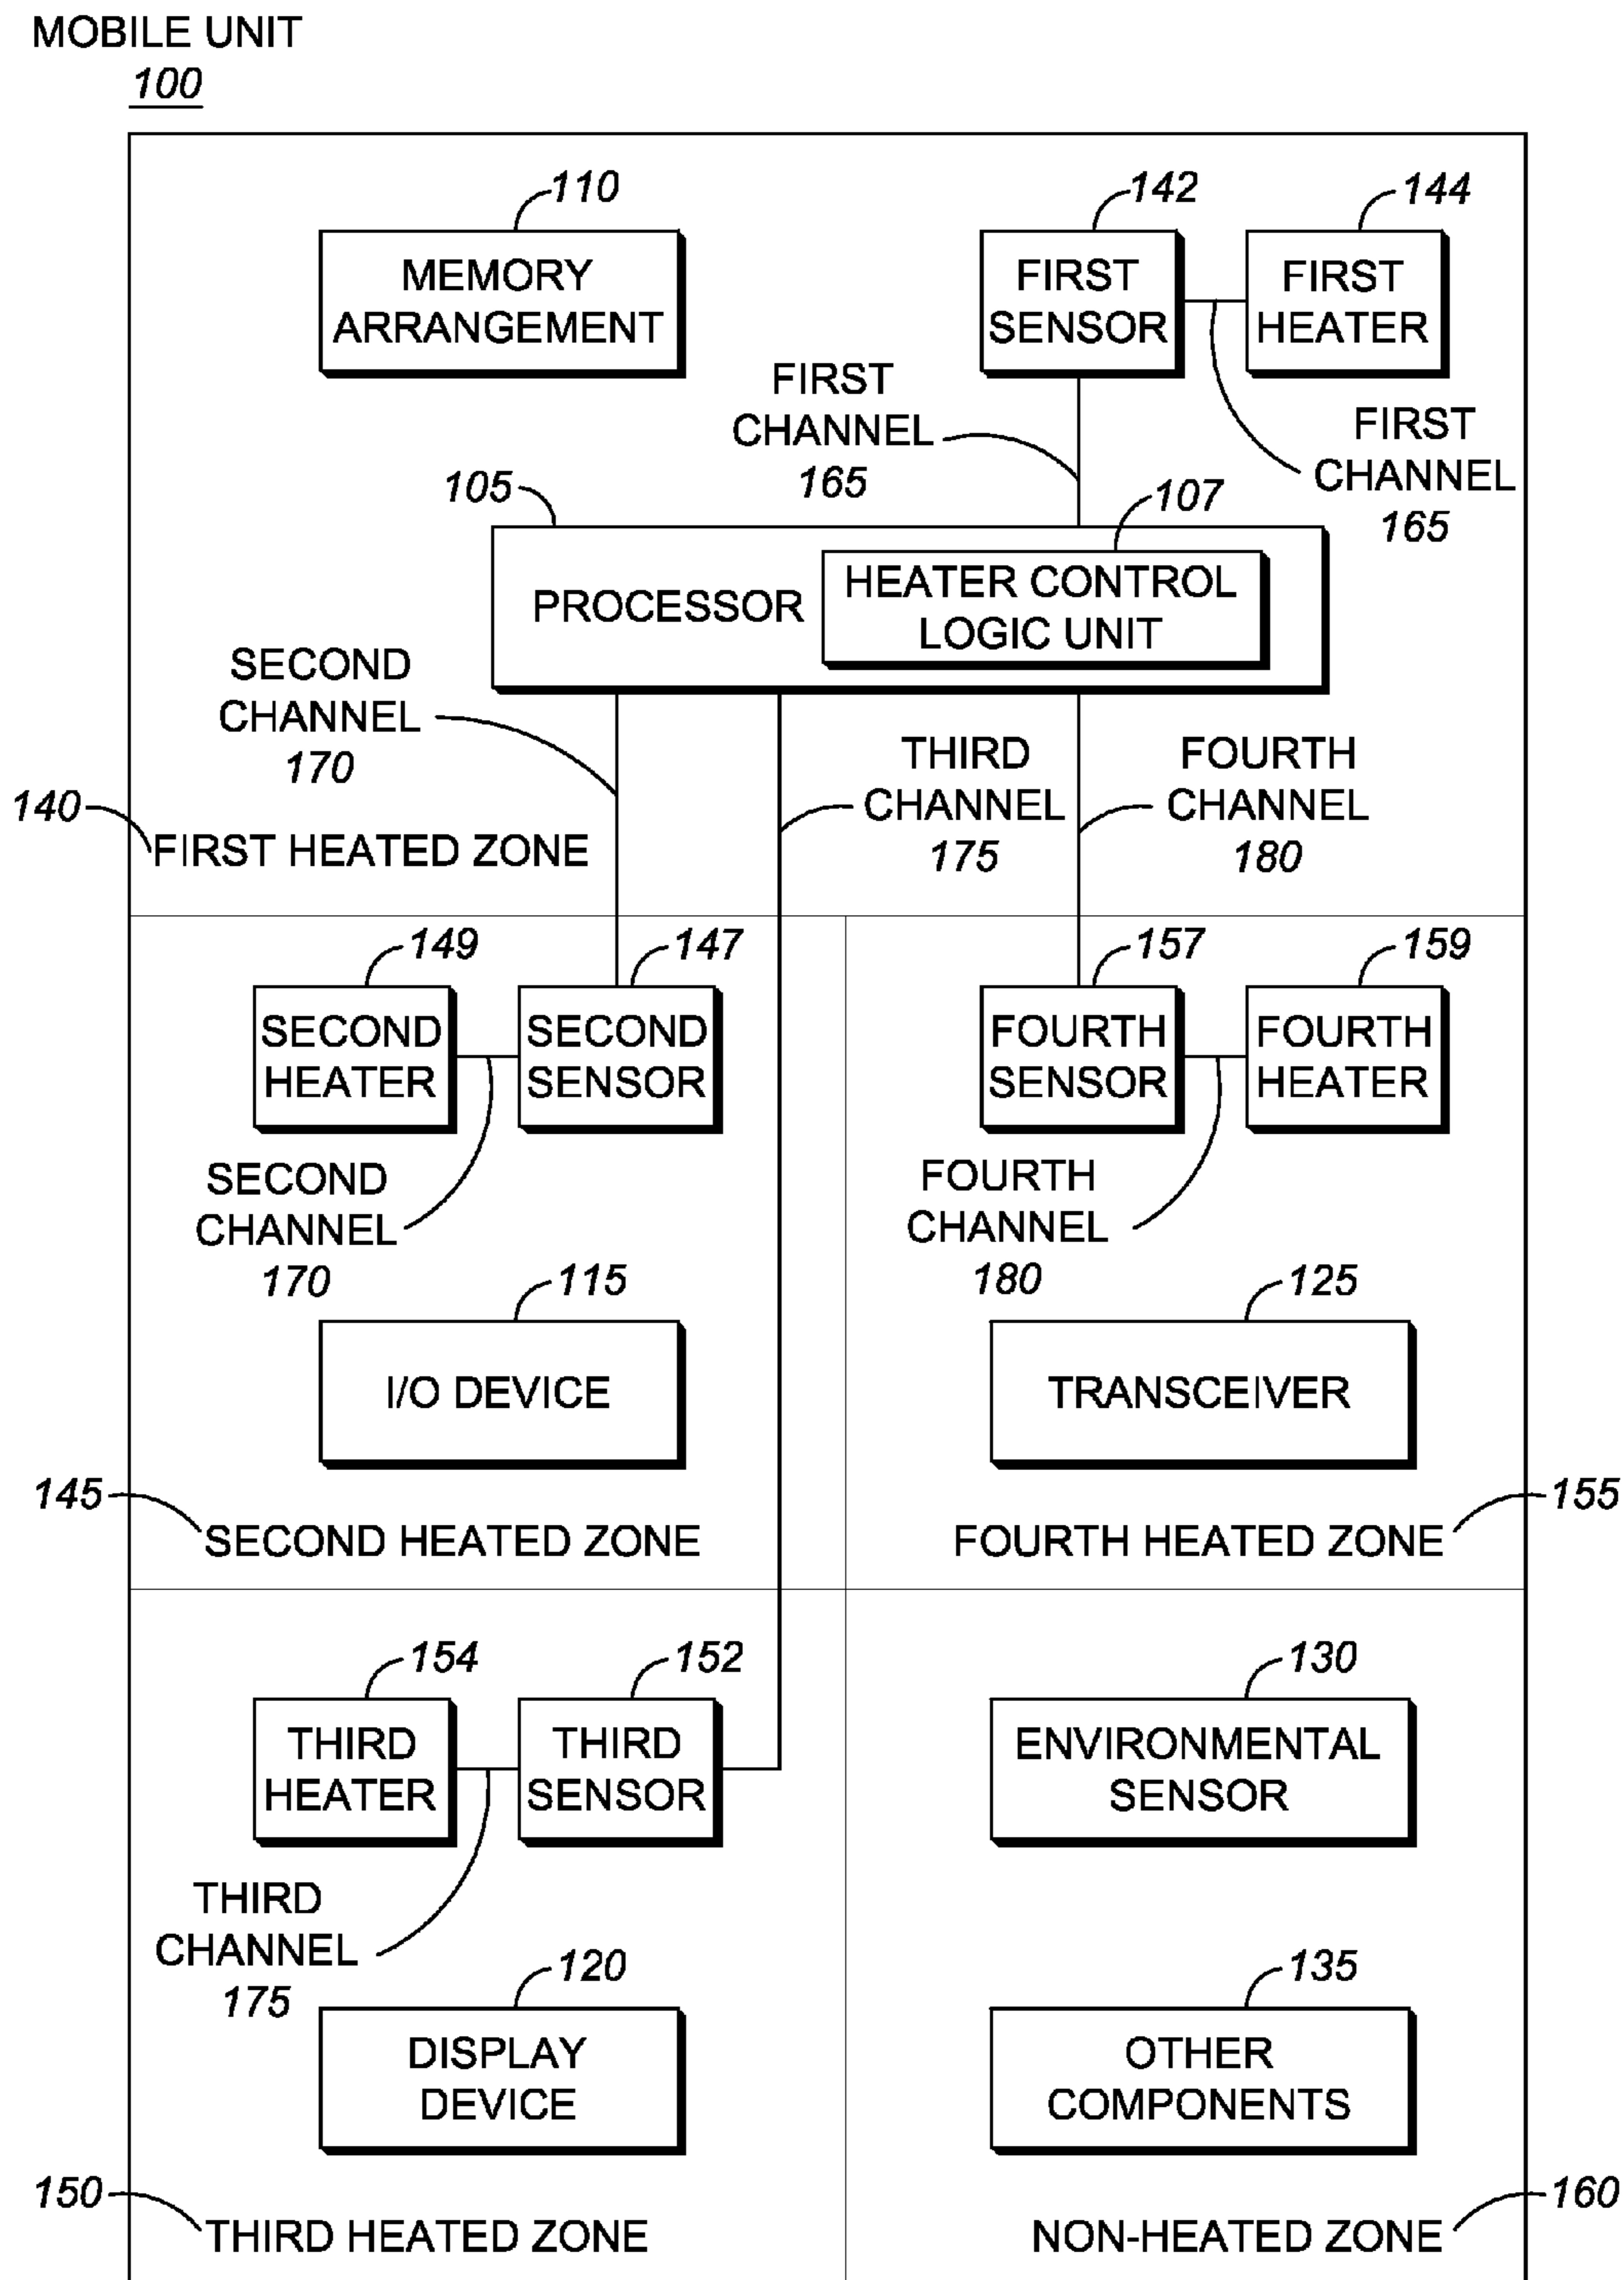 MOBILE UNIT
100
110
142
144
MEMORY
ARRANGEMENT
FIRST
SENSOR
FIRST
HEATER
FIRST
CHANNEL
165
FIRST
CHANNEL
165
105
107
PROCESSOR
HEATER CONTROL
LOGIC UNIT
SECOND
CHANNEL
170
THIRD
CHANNEL
175
FOURTH
CHANNEL
180
140
FIRST HEATED ZONE
149
147
157
159
SECOND
HEATER
SECOND
SENSOR
FOURTH
SENSOR
FOURTH
HEATER
SECOND
CHANNEL
170
FOURTH
CHANNEL
180
115
125
I/O DEVICE
TRANSCEIVER
145
155
SECOND HEATED ZONE
FOURTH HEATED ZONE
154
152
130
THIRD
HEATER
THIRD
SENSOR
ENVIRONMENTAL
SENSOR
THIRD
CHANNEL
175
120
135
DISPLAY
DEVICE
OTHER
COMPONENTS
150
160
THIRD HEATED ZONE
NON-HEATED ZONE